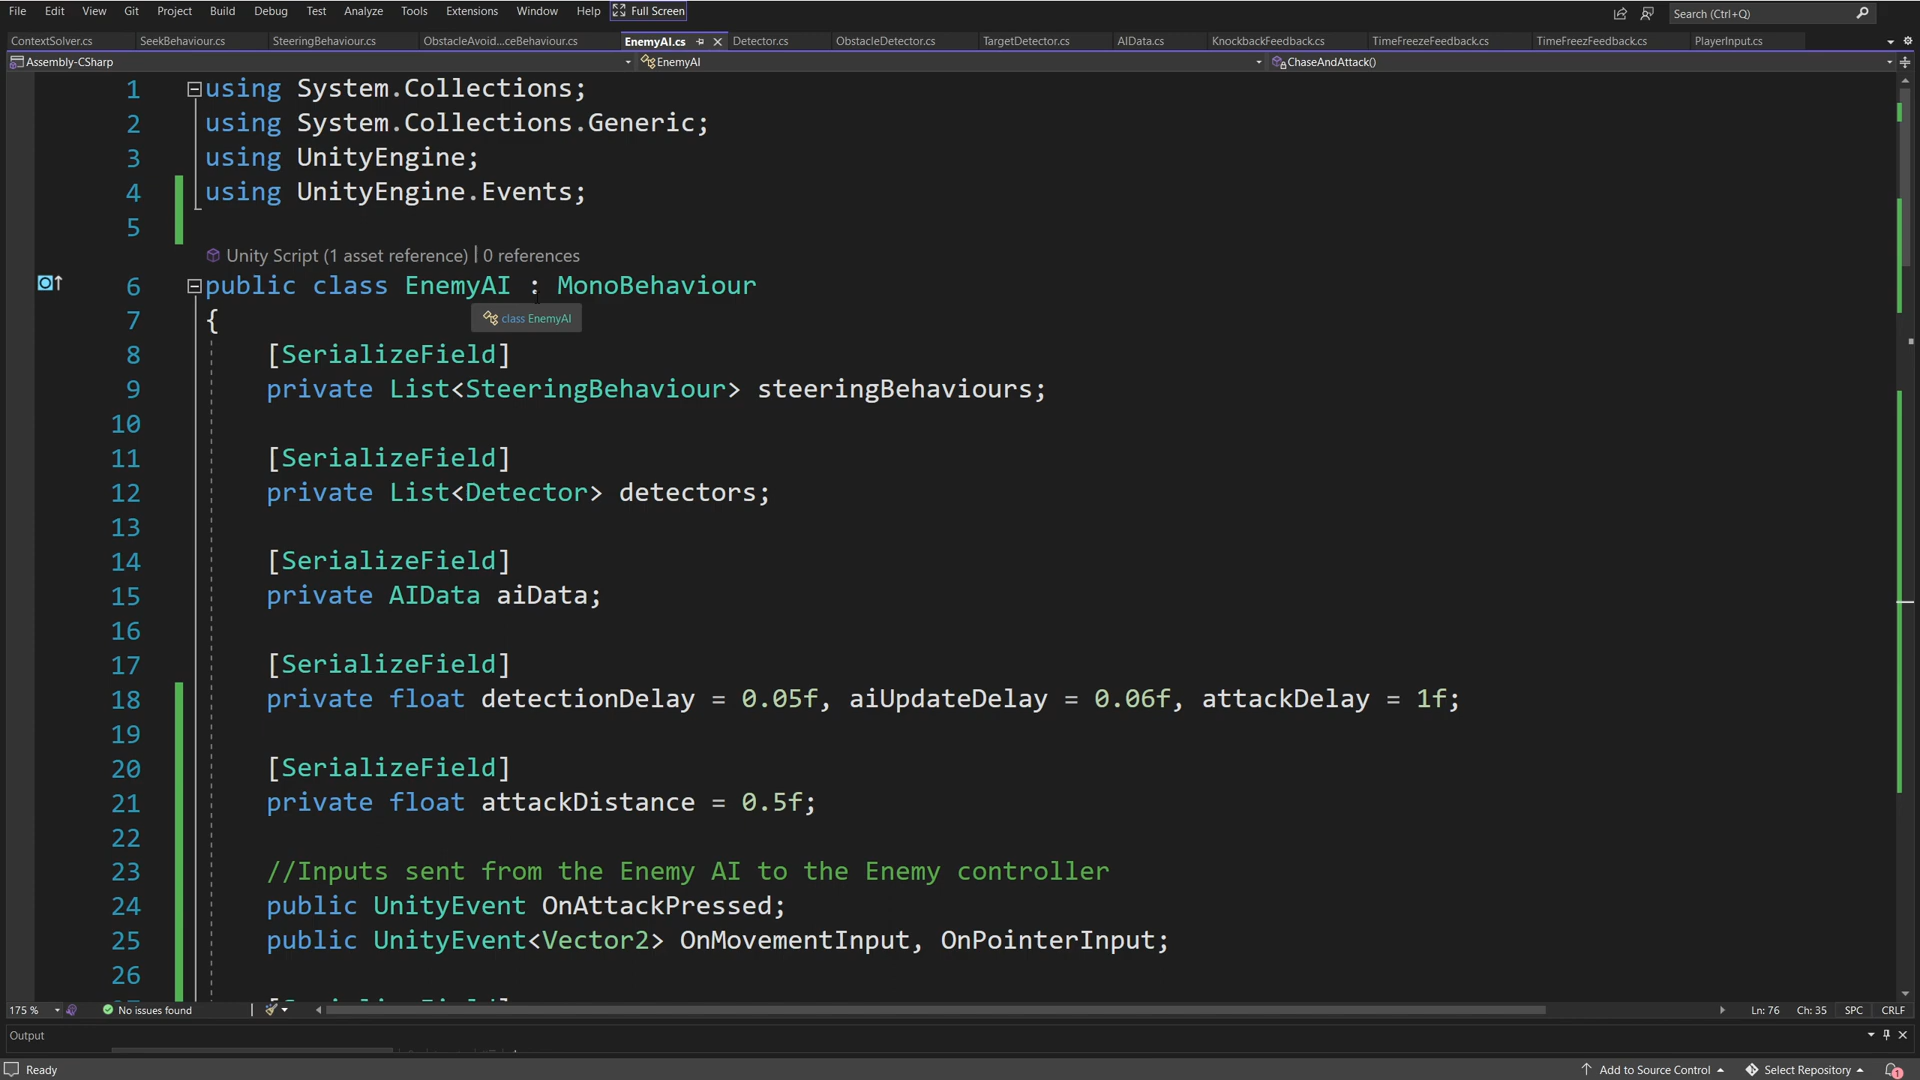 File Edit View Git Project Build Debug Test Analyze Tools Extensions Window Help Full Screen Search (Ctrl+Q)
ContextSolver.cs SeekBehaviour.cs SteeringBehaviour.cs ObstacleAvoid...ceBehaviour.cs EnemyAI.cs Detector.cs ObstacleDetector.cs TargetDetector.cs AIData.cs KnockbackFeedback.cs TimeFreezeFeedback.cs TimeFreezFeedback.cs PlayerInput.cs
Assembly-CSharp EnemyAI ChaseAndAttack()
1 using System.Collections;
2 using System.Collections.Generic;
3 using UnityEngine;
4 using UnityEngine.Events;
5
Unity Script (1 asset reference) | 0 references
6 public class EnemyAI : MonoBehaviour
7 {
class EnemyAI
8 [SerializeField]
9 private List<SteeringBehaviour> steeringBehaviours;
10
11 [SerializeField]
12 private List<Detector> detectors;
13
14 [SerializeField]
15 private AIData aiData;
16
17 [SerializeField]
18 private float detectionDelay = 0.05f, aiUpdateDelay = 0.06f, attackDelay = 1f;
19
20 [SerializeField]
21 private float attackDistance = 0.5f;
22
23 //Inputs sent from the Enemy AI to the Enemy controller
24 public UnityEvent OnAttackPressed;
25 public UnityEvent<Vector2> OnMovementInput, OnPointerInput;
26
175 % No issues found Ln: 76 Ch: 35 SPC CRLF
Output
Ready Add to Source Control Select Repository 1